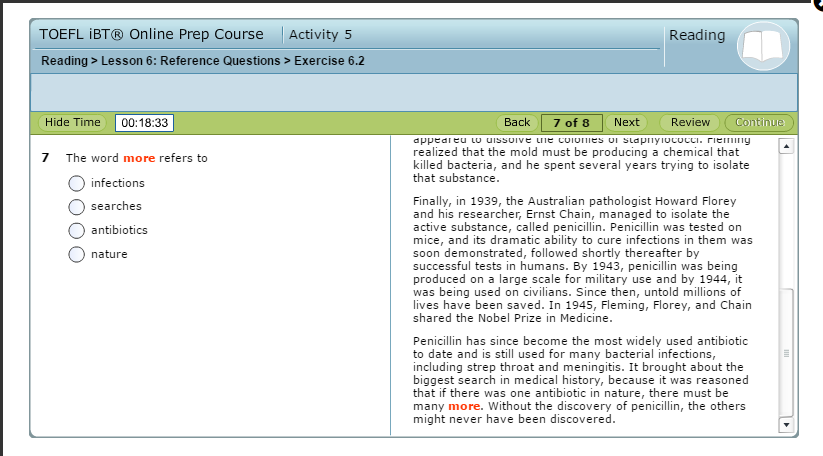 TOEFL iBT® Online Prep Course
Activity 5
Reading
Reading > Lesson 6: Reference Questions > Exercise 6.2
Hide Time
00:18:33
Back
7 of 8
Next
Review
Continue
7 The word more refers to
infections
searches
antibiotics
nature
appeared to dissolve the colonies of staphylococci. Fleming
realized that the mold must be producing a chemical that
killed bacteria, and he spent several years trying to isolate
that substance.
Finally, in 1939, the Australian pathologist Howard Florey
and his researcher, Ernst Chain, managed to isolate the
active substance, called penicillin. Penicillin was tested on
mice, and its dramatic ability to cure infections in them was
soon demonstrated, followed shortly thereafter by
successful tests in humans. By 1943, penicillin was being
produced on a large scale for military use and by 1944, it
was being used on civilians. Since then, untold millions of
lives have been saved. In 1945, Fleming, Florey, and Chain
shared the Nobel Prize in Medicine.
Penicillin has since become the most widely used antibiotic
to date and is still used for many bacterial infections,
including strep throat and meningitis. It brought about the
biggest search in medical history, because it was reasoned
that if there was one antibiotic in nature, there must be
many more. Without the discovery of penicillin, the others
might never have been discovered.